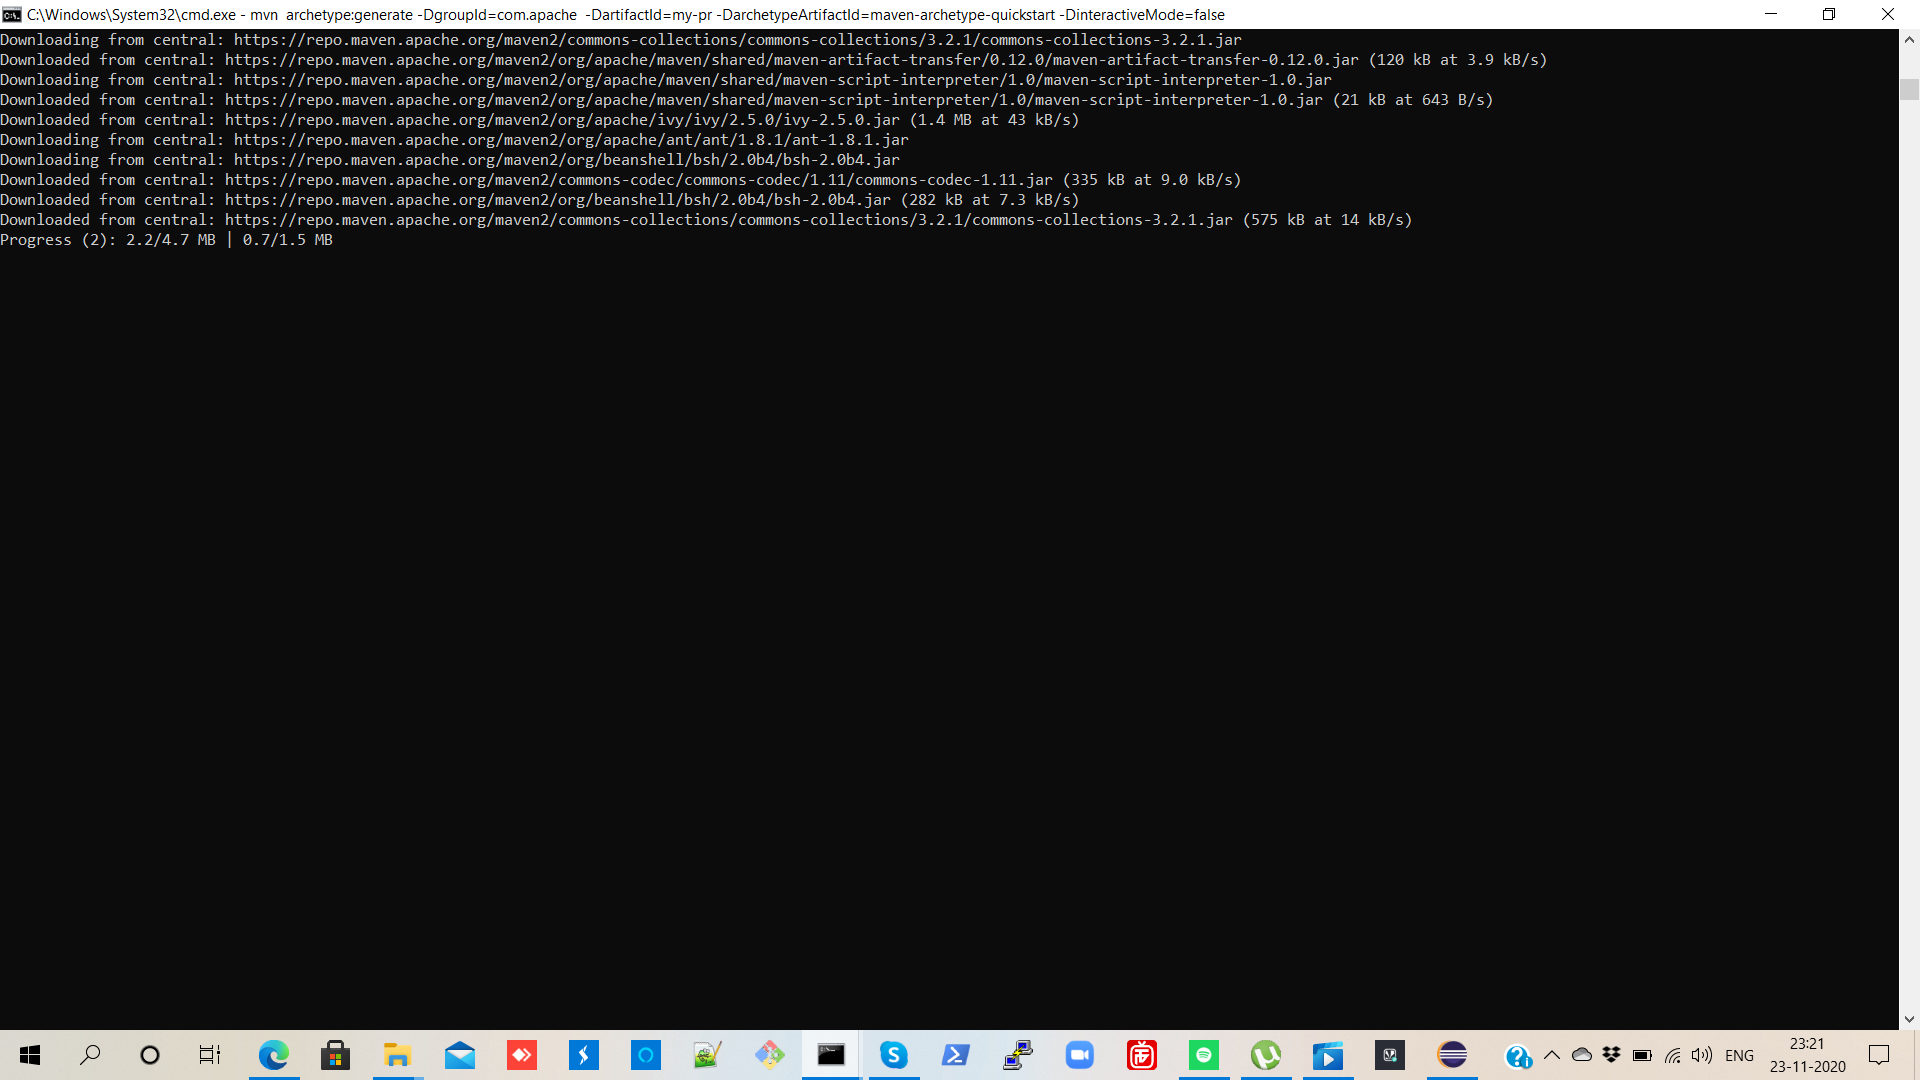 C:\Windows\System32\cmd.exe - mvn  archetype:generate -DgroupId=com.apache  -DartifactId=my-pr -DarchetypeArtifactId=maven-archetype-quickstart -DinteractiveMode=false
Downloading from central: https://repo.maven.apache.org/maven2/commons-collections/commons-collections/3.2.1/commons-collections-3.2.1.jar
Downloaded from central: https://repo.maven.apache.org/maven2/org/apache/maven/shared/maven-artifact-transfer/0.12.0/maven-artifact-transfer-0.12.0.jar (120 kB at 3.9 kB/s)
Downloading from central: https://repo.maven.apache.org/maven2/org/apache/maven/shared/maven-script-interpreter/1.0/maven-script-interpreter-1.0.jar
Downloaded from central: https://repo.maven.apache.org/maven2/org/apache/maven/shared/maven-script-interpreter/1.0/maven-script-interpreter-1.0.jar (21 kB at 643 B/s)
Downloaded from central: https://repo.maven.apache.org/maven2/org/apache/ivy/ivy/2.5.0/ivy-2.5.0.jar (1.4 MB at 43 kB/s)
Downloading from central: https://repo.maven.apache.org/maven2/org/apache/ant/ant/1.8.1/ant-1.8.1.jar
Downloading from central: https://repo.maven.apache.org/maven2/org/beanshell/bsh/2.0b4/bsh-2.0b4.jar
Downloaded from central: https://repo.maven.apache.org/maven2/commons-codec/commons-codec/1.11/commons-codec-1.11.jar (335 kB at 9.0 kB/s)
Downloaded from central: https://repo.maven.apache.org/maven2/org/beanshell/bsh/2.0b4/bsh-2.0b4.jar (282 kB at 7.3 kB/s)
Downloaded from central: https://repo.maven.apache.org/maven2/commons-collections/commons-collections/3.2.1/commons-collections-3.2.1.jar (575 kB at 14 kB/s)
Progress (2): 2.2/4.7 MB | 0.7/1.5 MB
ENG
23:21
23-11-2020